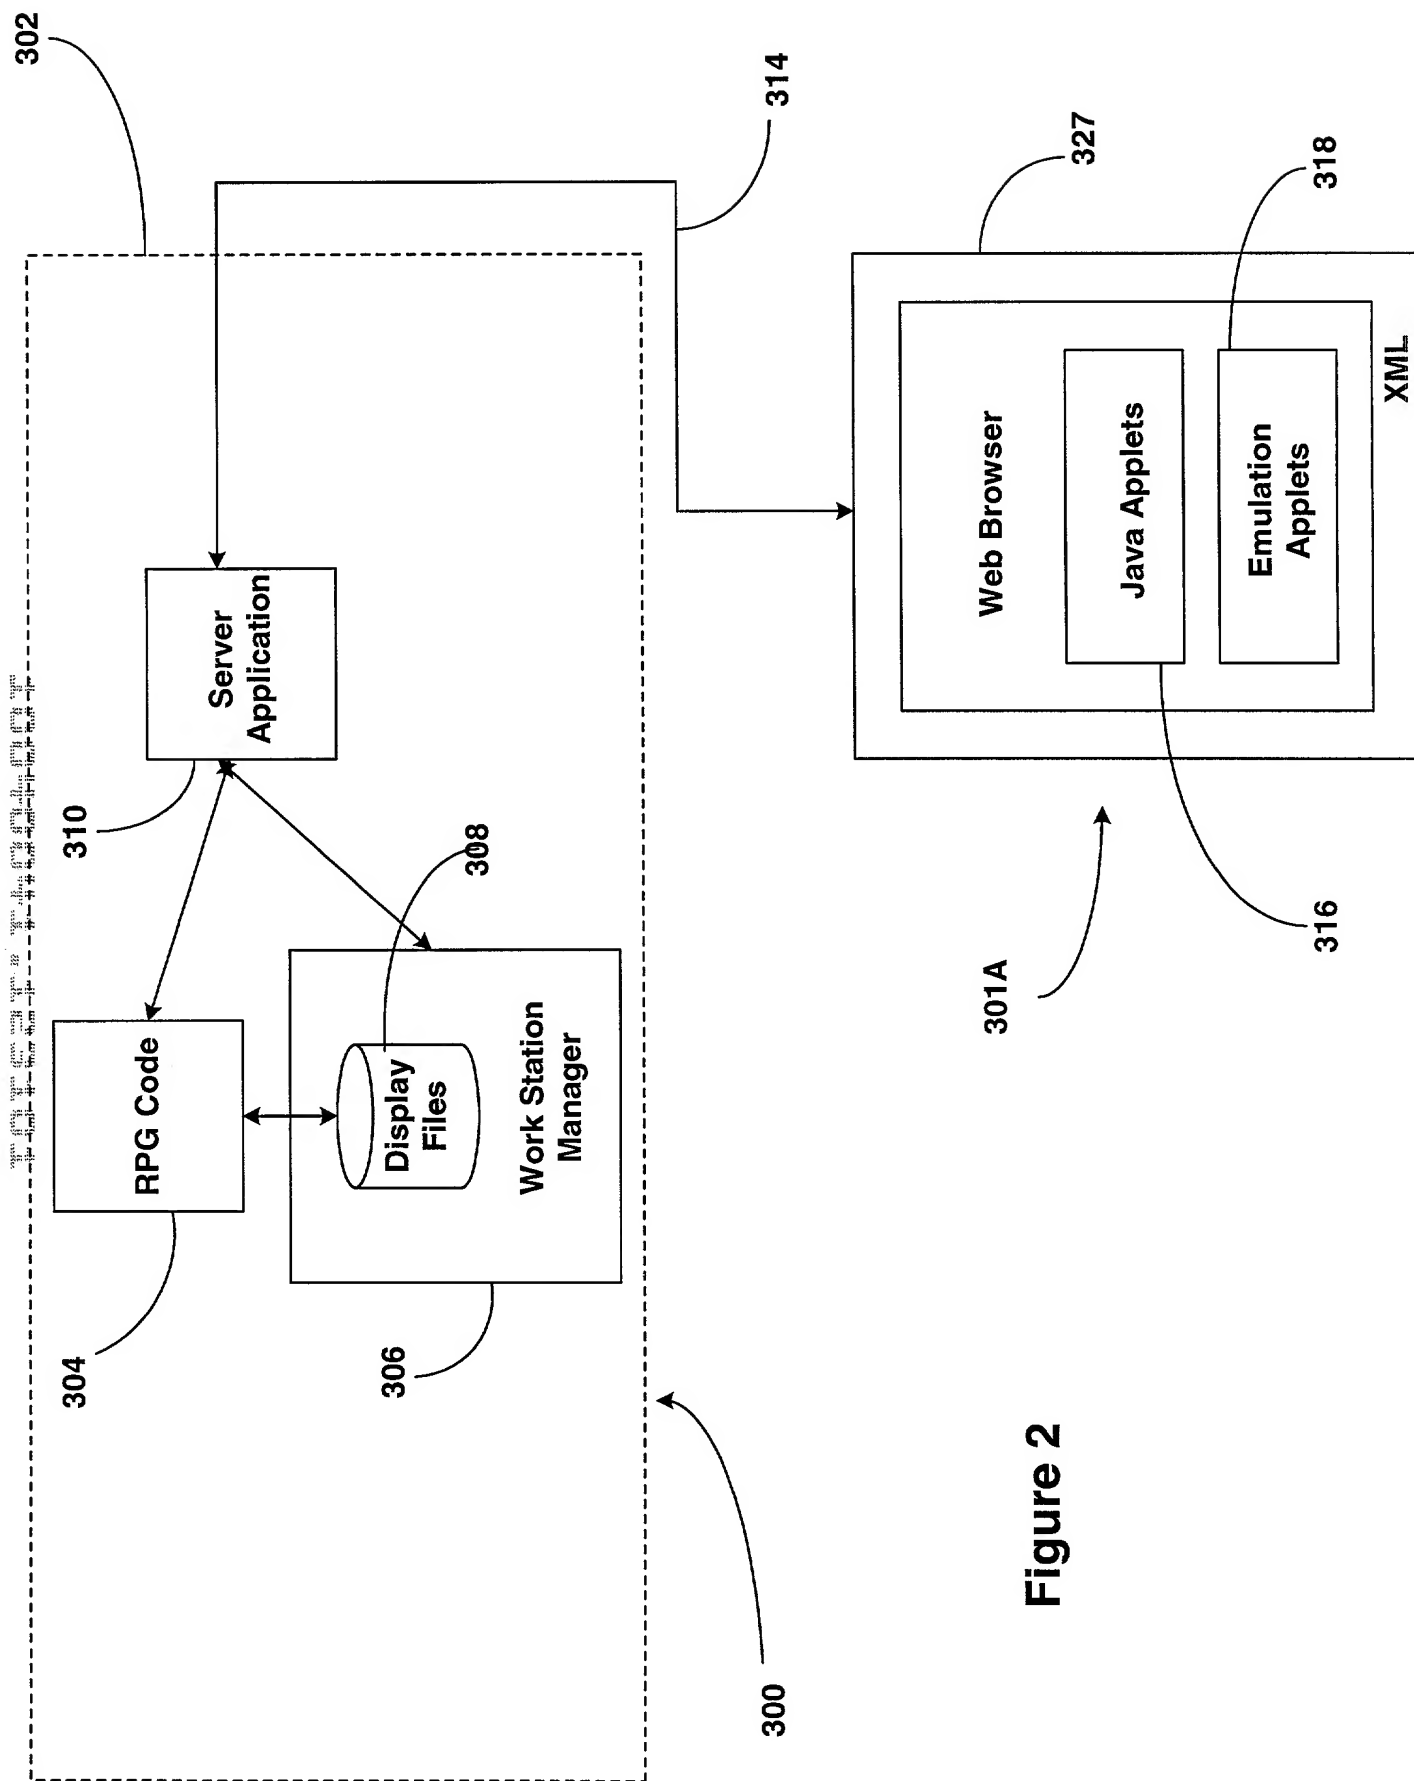 302
304
RPG Code
310
Server
Application
306
Display
Files
308
Work Station
Manager
300
314
301A
327
Web Browser
Java Applets
316
Emulation
Applets
318
XML
Figure 2